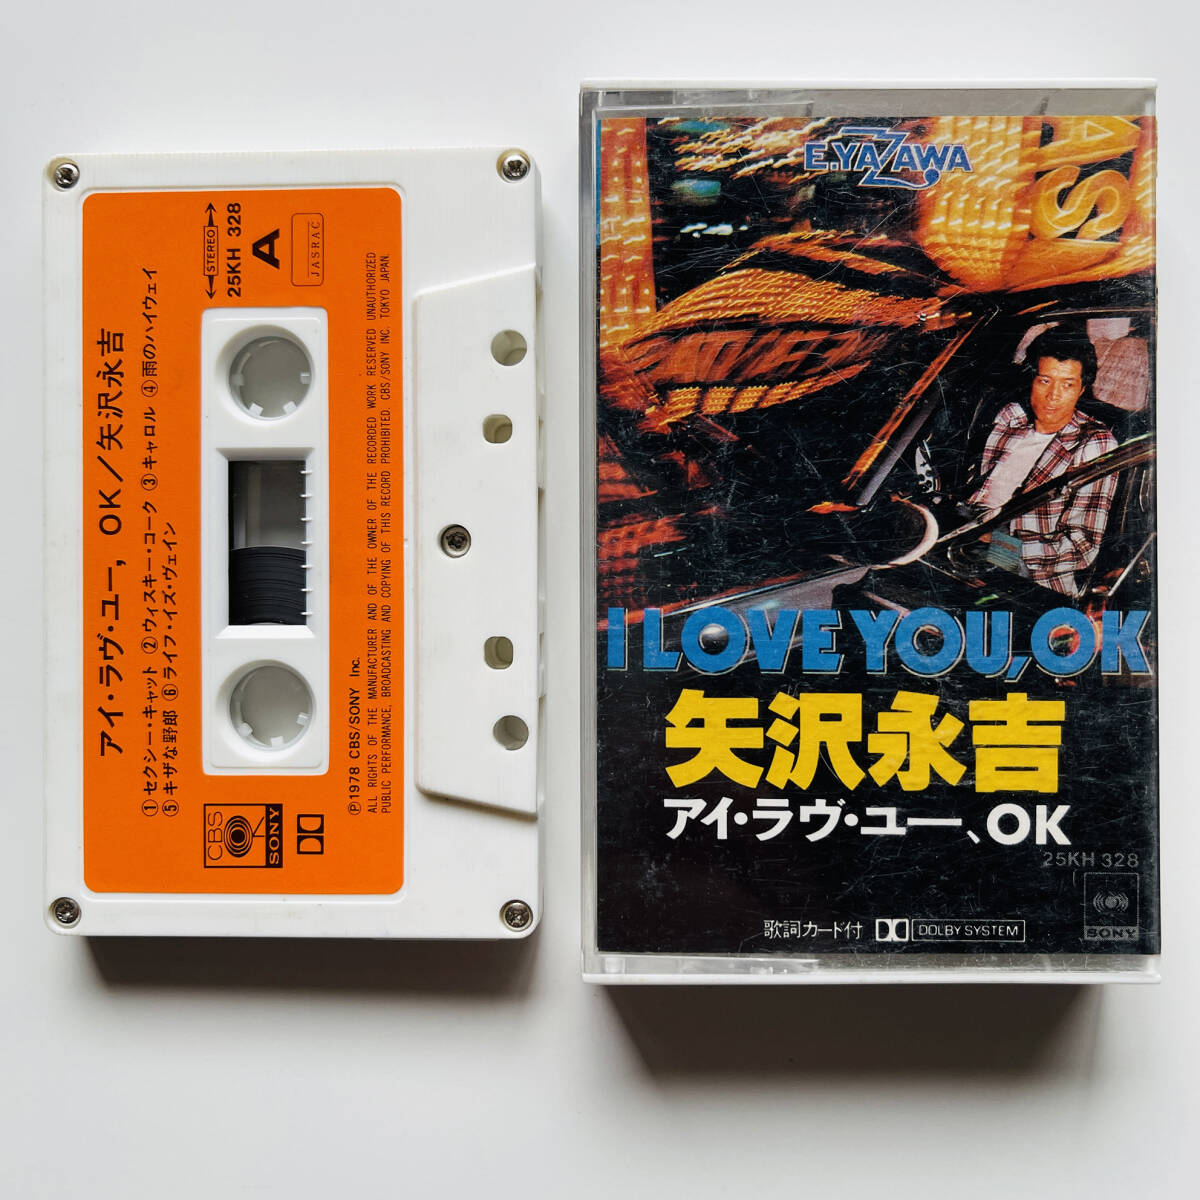 アイ・ラヴ・ユー, OK／矢沢永吉
①セクシー・キャット ②ウィスキー・コーク ③キャロル ④雨のハイウェイ
⑤キザな野郎 ⑥ライフ・イズ・ヴェイン
STEREO
25KH 328
A
JASRAC
CBS
SONY
Ⓟ1978 CBS/SONY Inc.
ALL RIGHTS OF THE MANUFACTURER AND OF THE OWNER OF THE RECORDED WORK RESERVED UNAUTHORIZED
PUBLIC PERFORMANCE, BROADCASTING AND COPYING OF THIS RECORD PROHIBITED. CBS/SONY INC. TOKYO JAPAN.
E.YAZAWA
I LOVE YOU, OK
矢沢永吉
アイ・ラヴ・ユー、OK
25KH 328
SONY
歌詞カード付
DOLBY SYSTEM